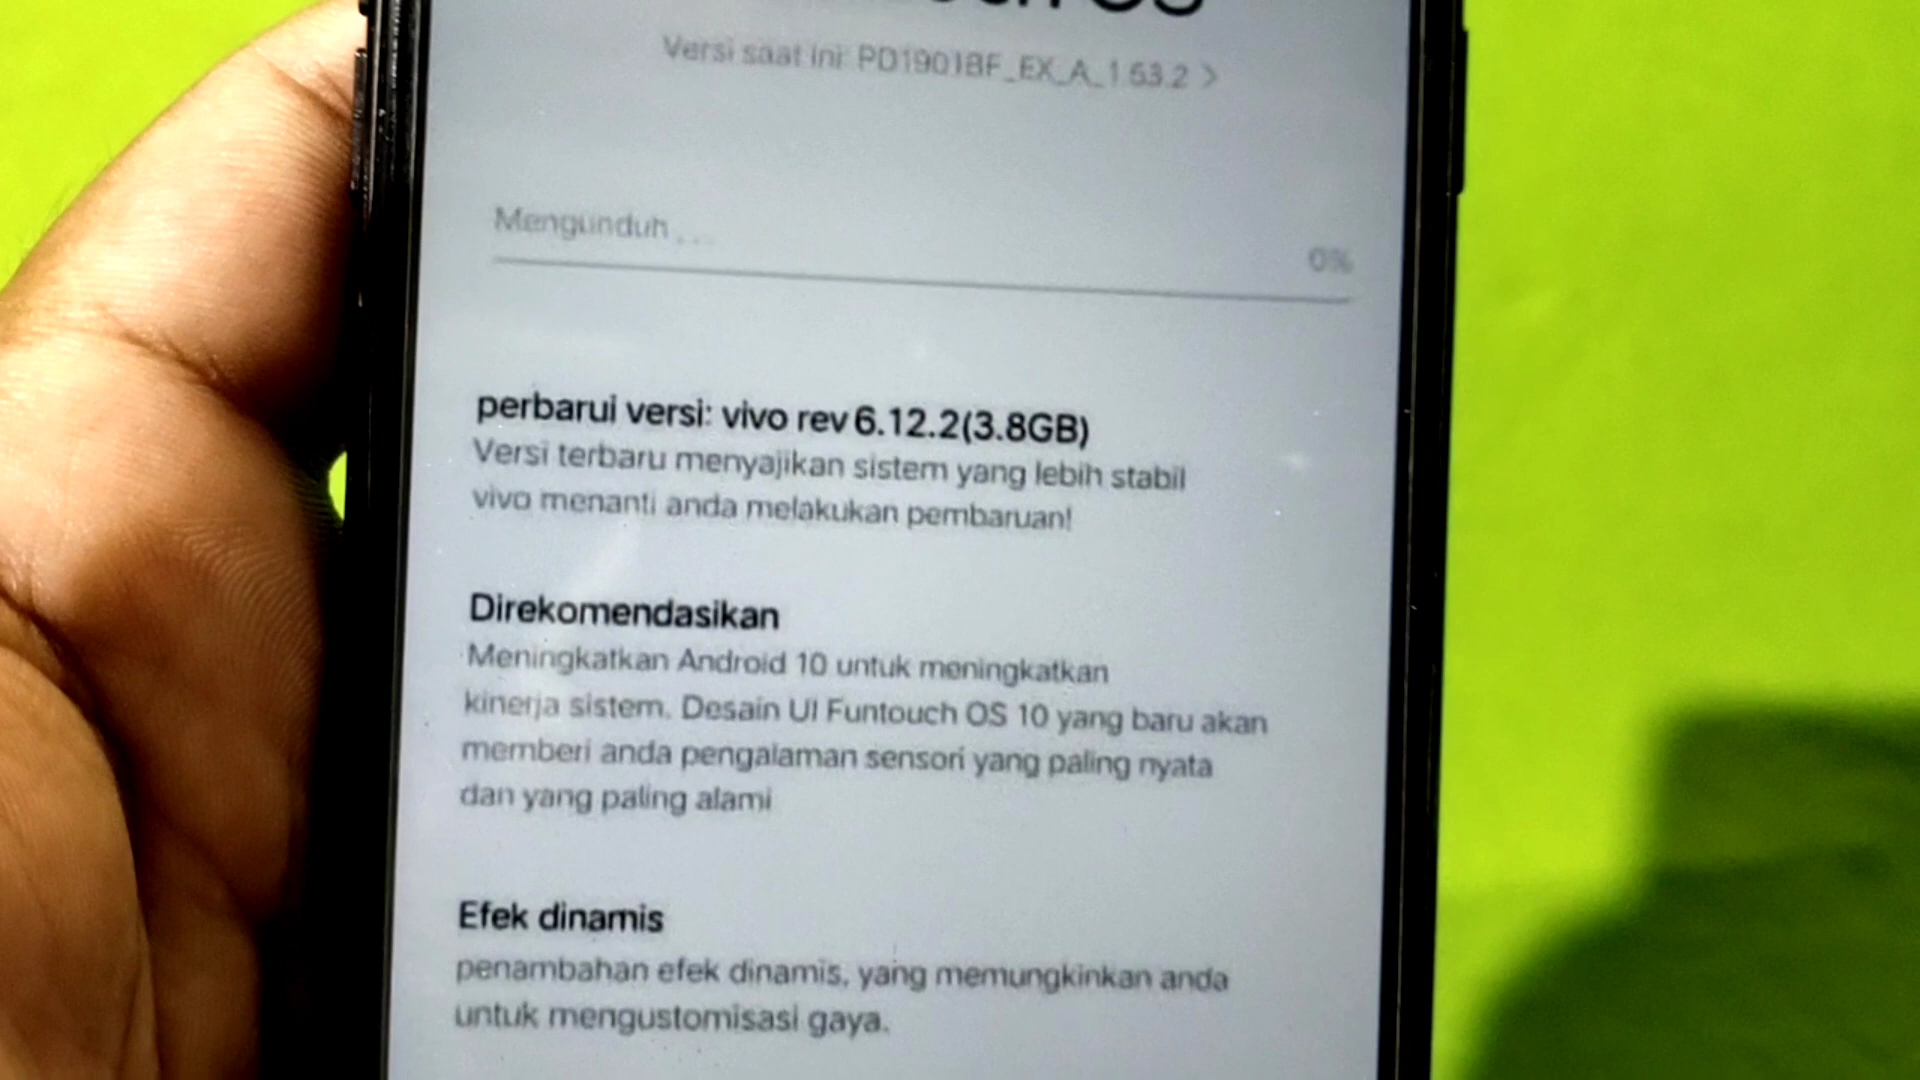 OS
Versi saat ini: PD1901BF_EX_A_1.53.2 >
Mengunduh...
0%
perbarui versi: vivo rev 6.12.2(3.8GB)
Versi terbaru menyajikan sistem yang lebih stabil
vivo menanti anda melakukan pembaruan!
Direkomendasikan
Meningkatkan Android 10 untuk meningkatkan
kinerja sistem. Desain UI Funtouch OS 10 yang baru akan
memberi anda pengalaman sensori yang paling nyata
dan yang paling alami
Efek dinamis
penambahan efek dinamis, yang memungkinkan anda
untuk mengustomisasi gaya.